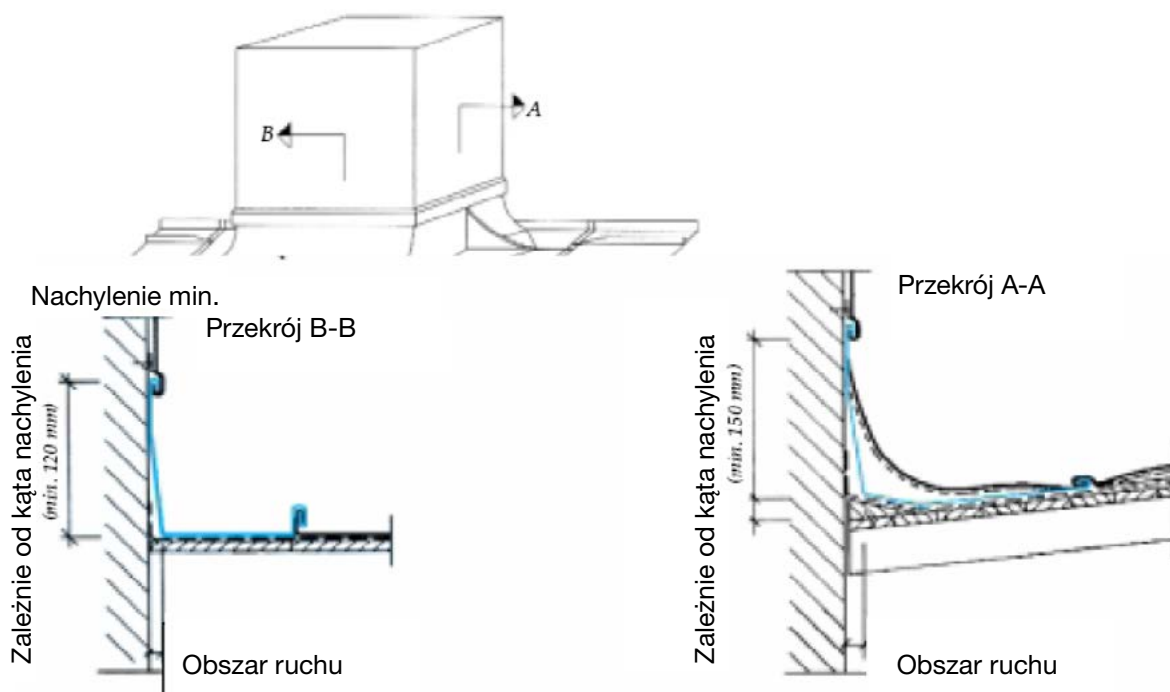 B
A
Nachylenie min.
Przekrój B-B
Zależnie od kąta nachylenia
(min. 120 mm)
Obszar ruchu
Przekrój A-A
Zależnie od kąta nachylenia
(min. 150 mm)
Obszar ruchu